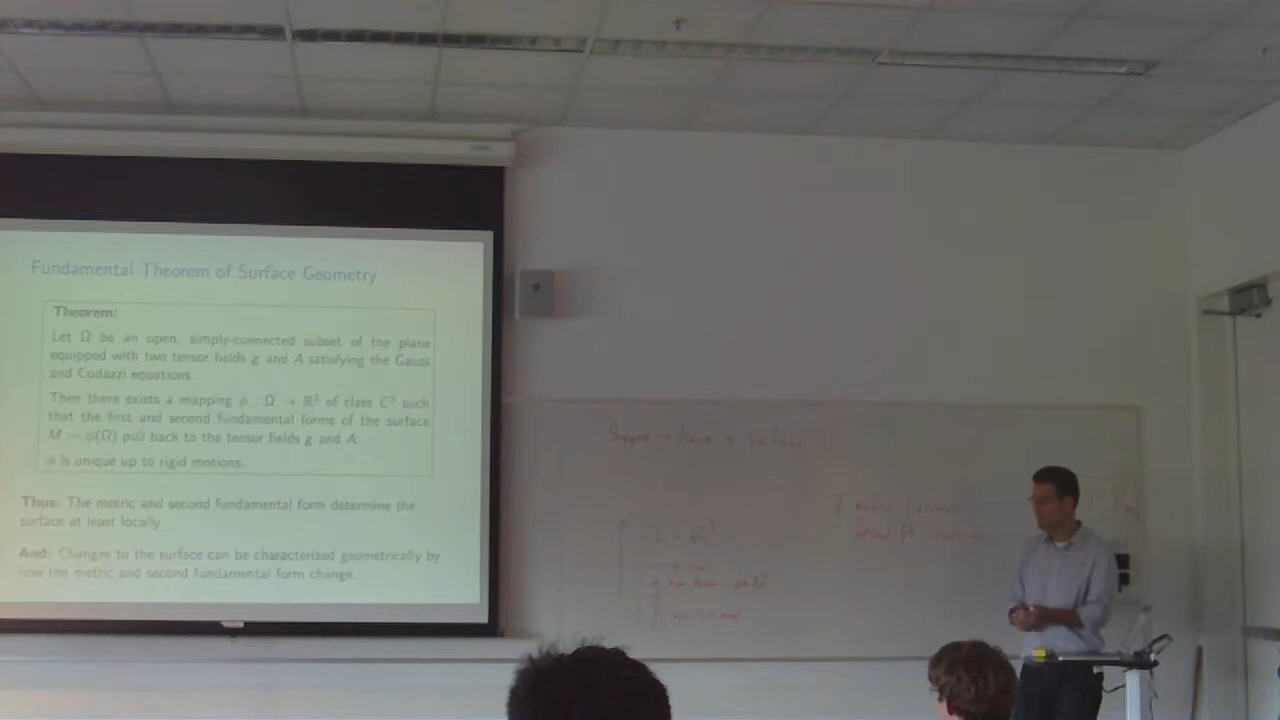 Fundamental Theorem of Surface Geometry
Theorem:
Let Ω be an open, simply-connected subset of the plane
equipped with two tensor fields g and A satisfying the Gauss
and Codazzi equations.
Then there exists a mapping ϕ : Ω → ℝ³ of class C³ such
that the first and second fundamental forms of the surface
M := ϕ(Ω) pull back to the tensor fields g and A.
ϕ is unique up to rigid motions.
Thus: The metric and second fundamental form determine the
surface at least locally
And: Changes to the surface can be characterized geometrically by
how the metric and second fundamental form change.
Suppose we have a surface